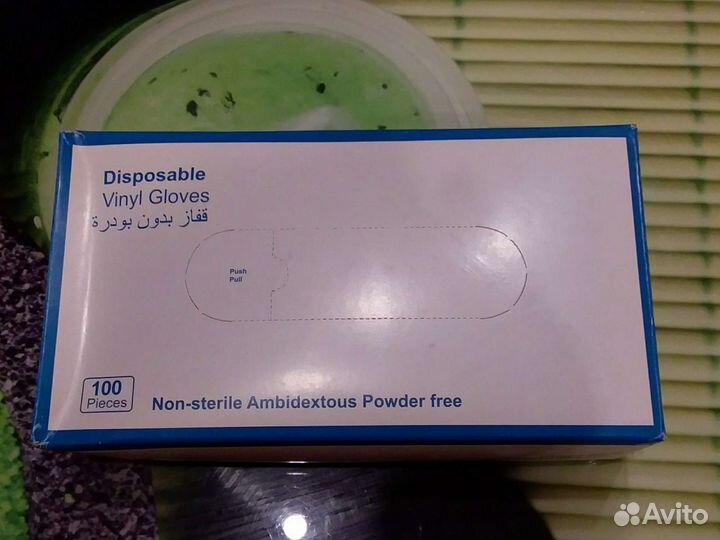 Disposable
Vinyl Gloves
قفاز بدون بودرة
Push
Pull
100
Pieces
Non-sterile Ambidextous Powder free
Avito